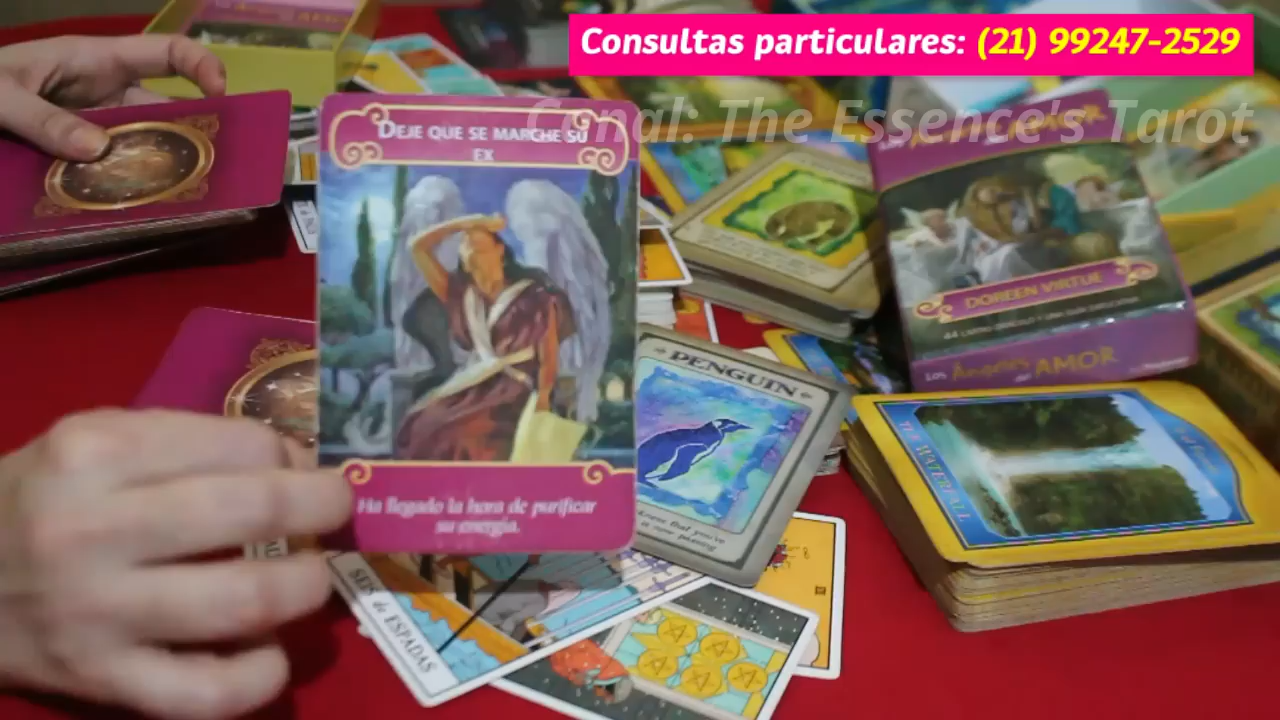 Consultas particulares: (21) 99247-2529
Canal: The Essence's Tarot
DEJE QUE SE MARCHE SU
EX
Ha llegado la hora de purificar
su energía.
PENGUIN
DOREEN VIRTUE
LOS Ángeles del AMOR
THE WATERFALL
SEIS de ESPADAS